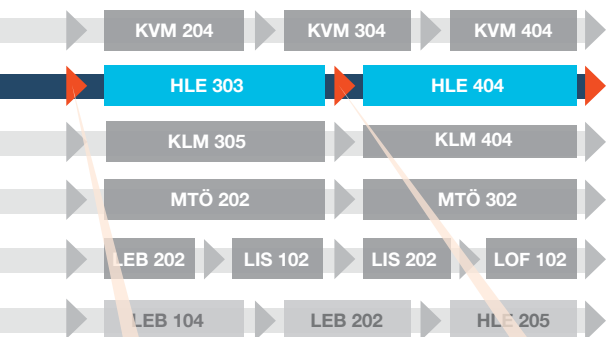 KVM 204 KVM 304 KVM 404
HLE 303 HLE 404
KLM 305 KLM 404
MTÖ 202 MTÖ 302
LEB 202 LIS 102 LIS 202 LOF 102
LEB 104 LEB 202 HLE 205